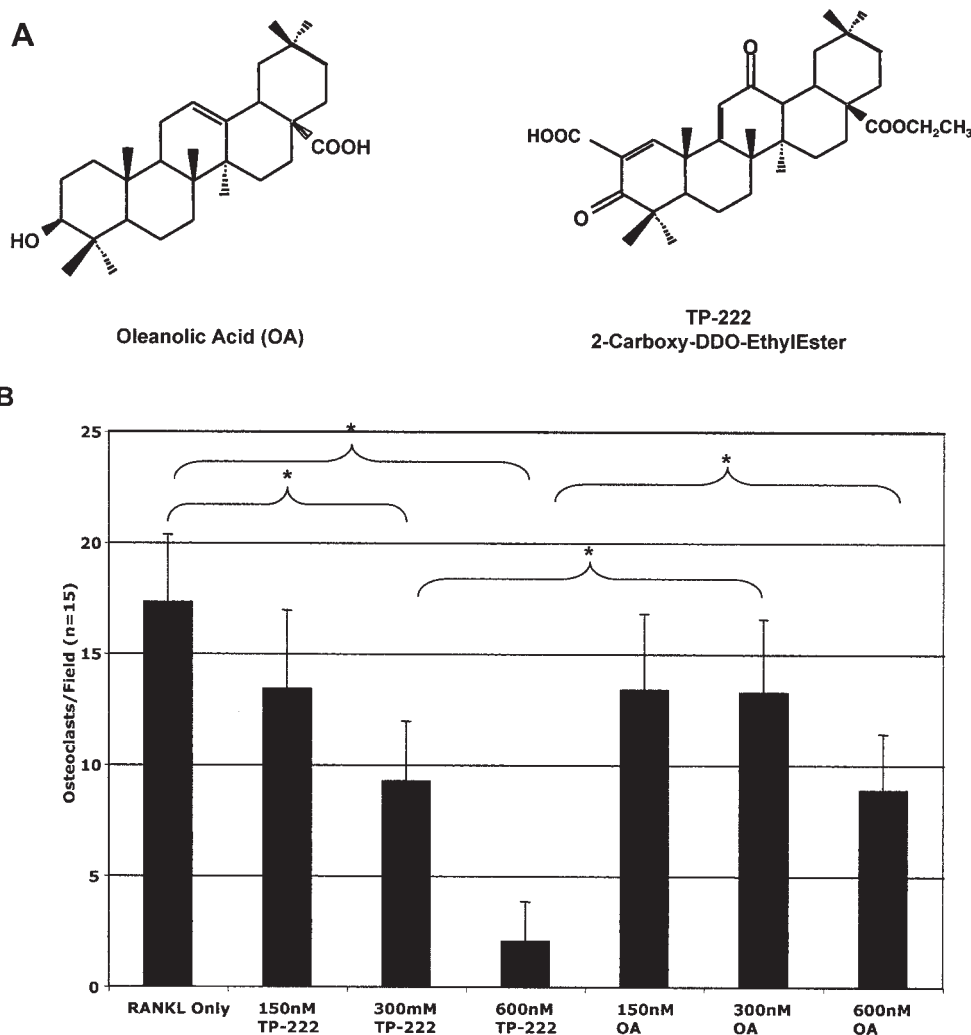 A
COOH
HO
Oleanolic Acid (OA)
O
HOOC
O
COOCH2CH3
TP-222
2-Carboxy-DDO-EthylEster
B
Osteoclasts/Field (n=15)
25
20
15
10
5
0
*
*
*
*
RANKL Only
150nM
TP-222
300mM
TP-222
600nM
TP-222
150nM
OA
300nM
OA
600nM
OA